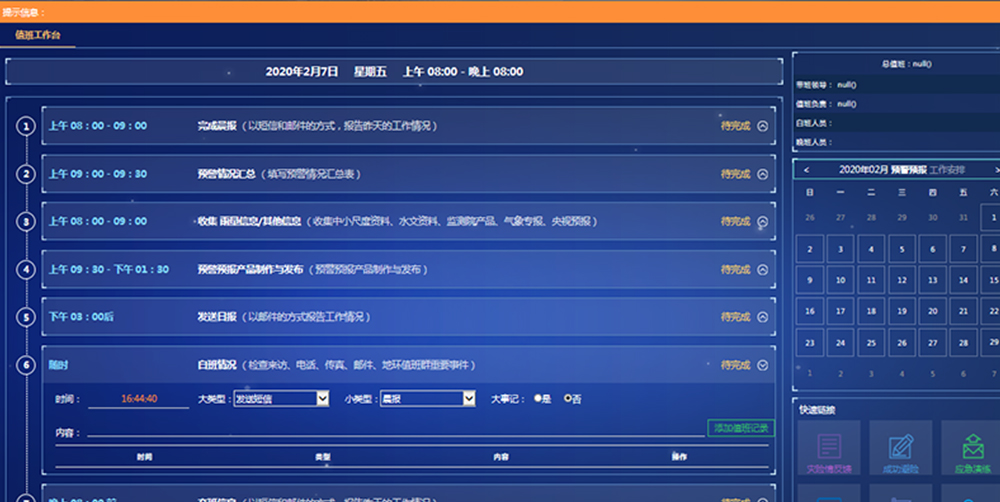 提示信息：
值班工作台
2020年2月7日 星期五 上午 08:00 - 晚上 08:00
1 上午 08：00 - 09：00 完成晨报（以短信和邮件的方式，报告昨天的工作情况） 待完成
2 上午 09：00 - 09：30 预警情况汇总（填写预警情况汇总表） 待完成
3 上午 08：00 - 09：00 收集 雨量信息/其他信息（收集中小尺度资料、水文资料、监测院产品、气象专报、央视预报） 待完成
4 上午 09：30 - 下午 01：30 预警预报产品制作与发布（预警预报产品制作与发布） 待完成
5 下午 03：00后 发送日报（以邮件的方式报告工作情况） 待完成
6 随时 白班情况（检查来访、电话、传真、邮件、地环值班群重要事件） 待完成
时间： 16:44:40 大类型： 发送短信 小类型： 晨报 大事记： 是 否
内容： 添加值班记录
时间 类型 内容 操作
待完成
总值班：null()
带班领导： null()
值班负责： null()
白班人员：
晚班人员：
< 2020年02月 预警预报 工作安排 >
日 一 二 三 四 五 六
26 27 28 29 30 31 1
2 3 4 5 6 7 8
9 10 11 12 13 14 15
16 17 18 19 20 21 22
23 24 25 26 27 28 29
1 2 3 4 5 6 7
快速链接
灾险情反馈 成功避险 应急演练